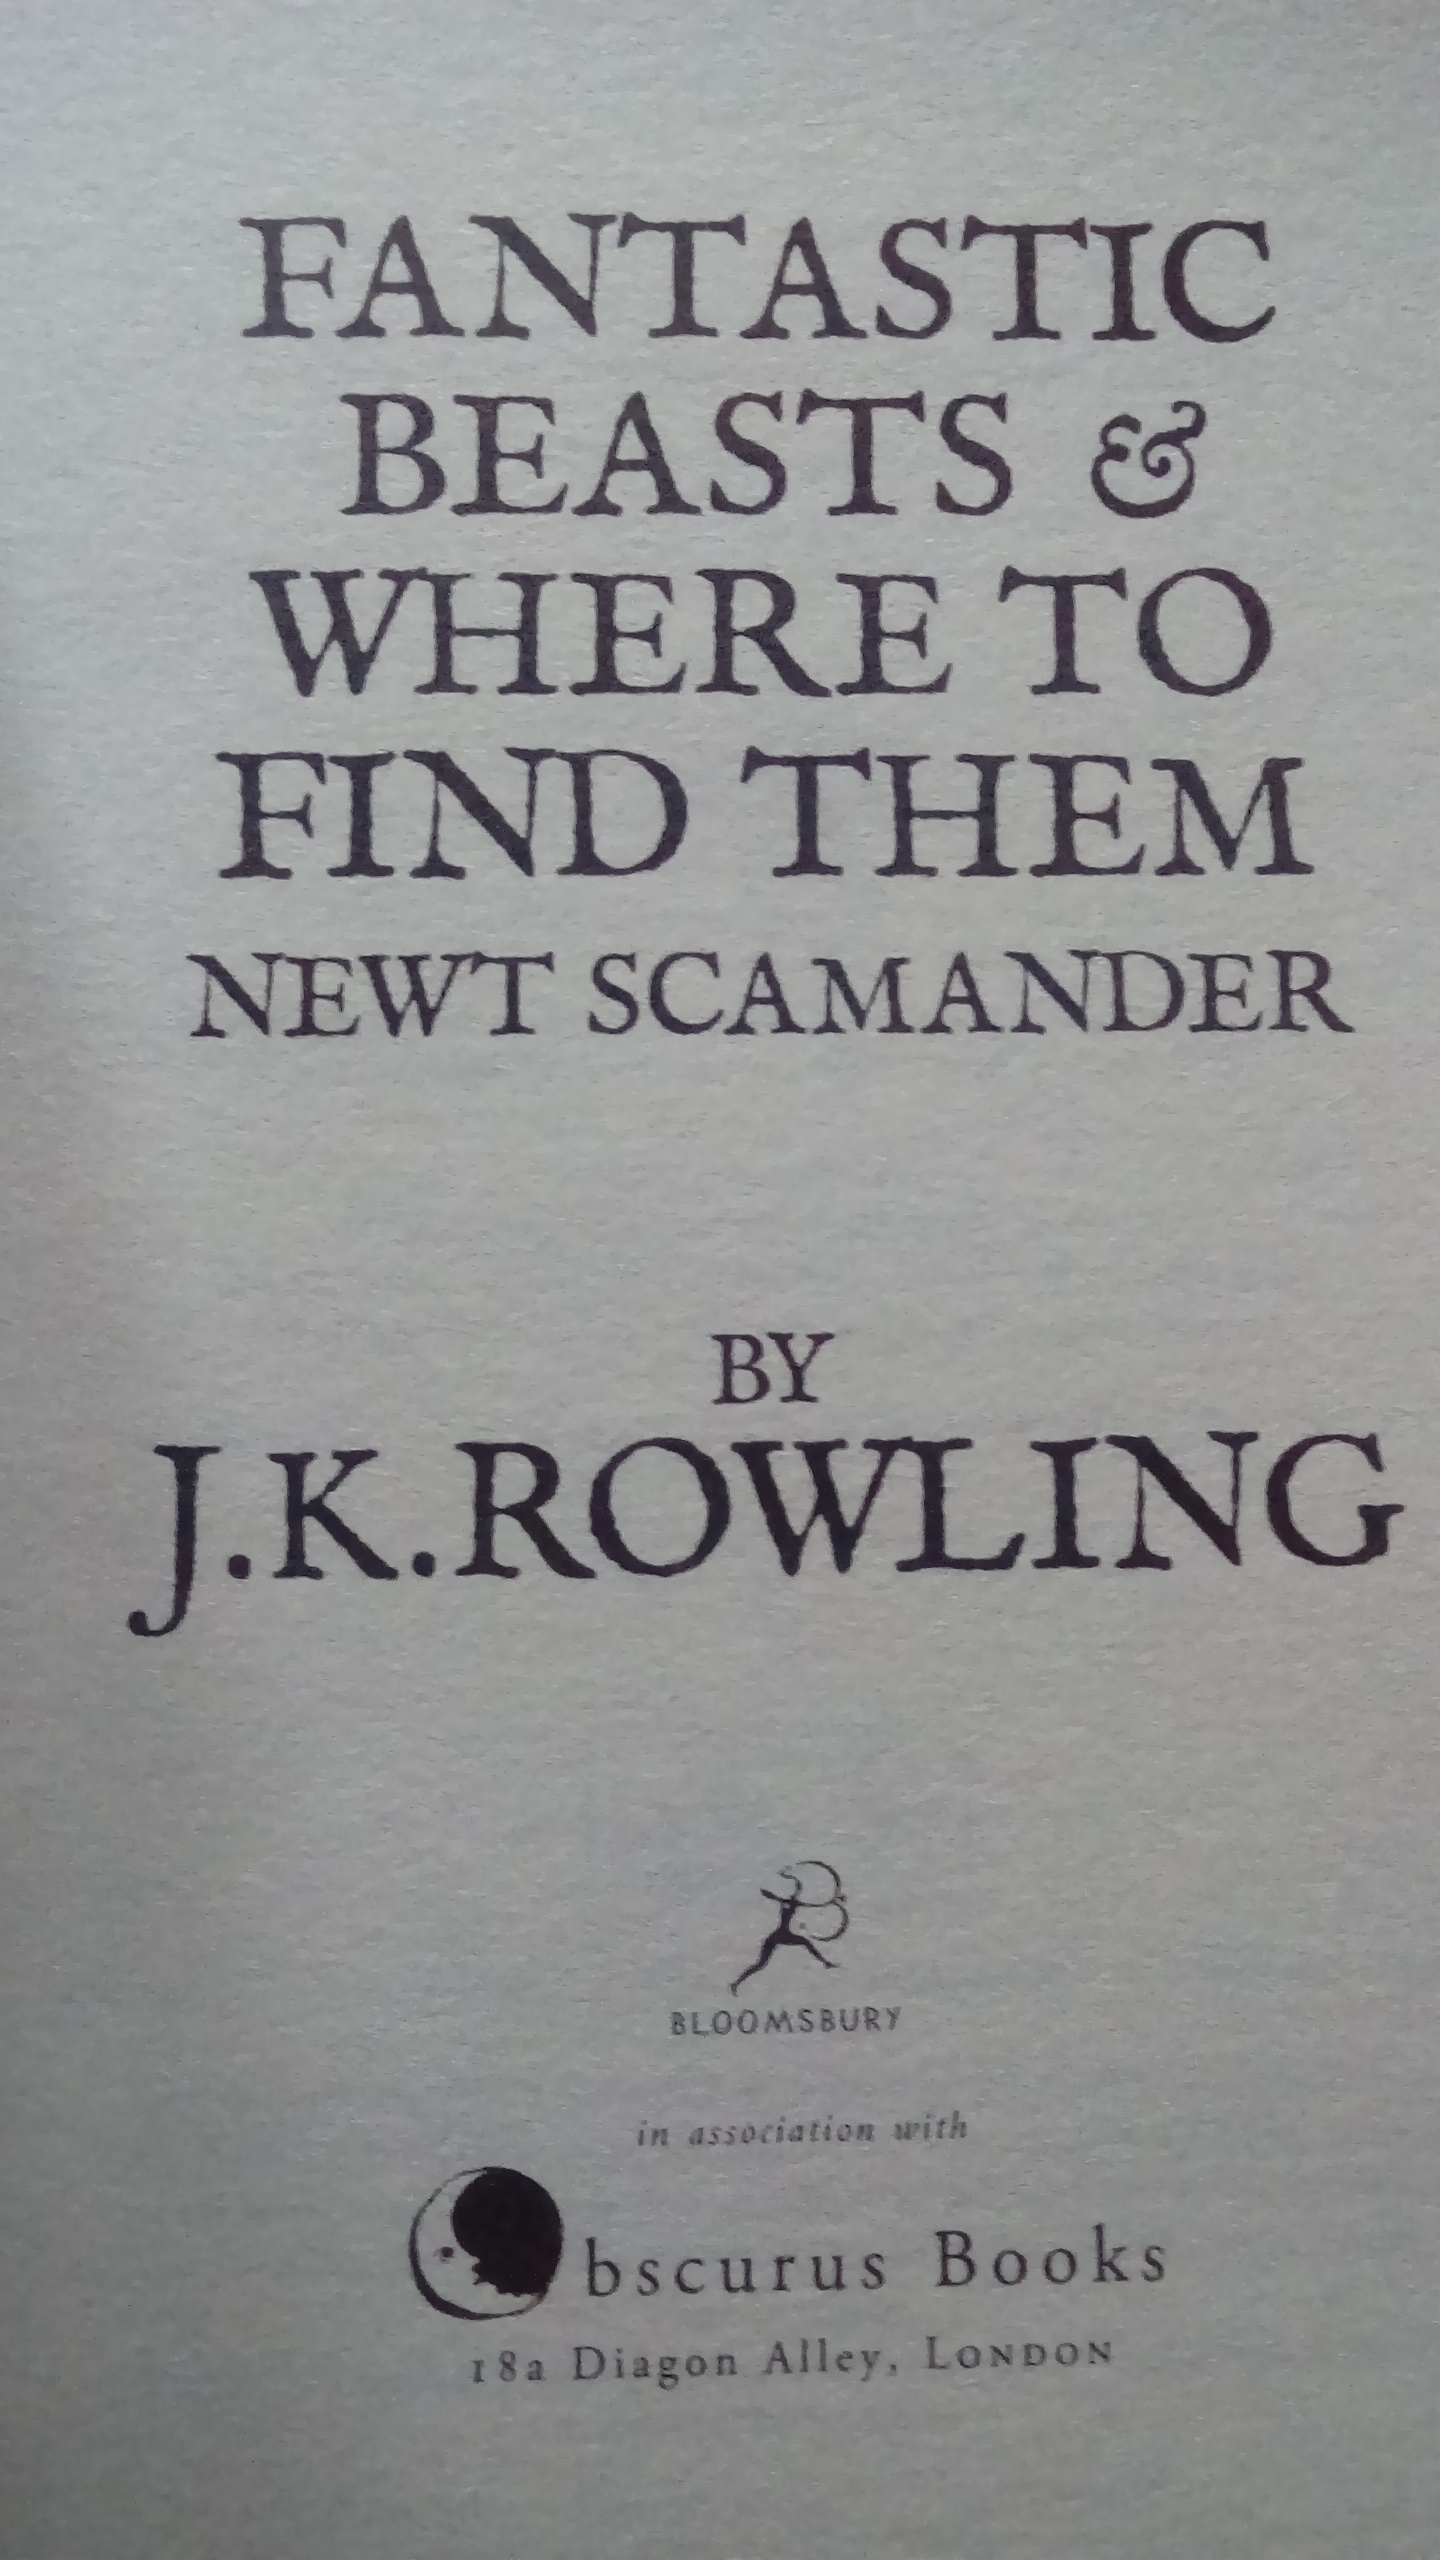 FANTASTIC
BEASTS &
WHERE TO
FIND THEM
NEWT SCAMANDER
BY
J.K.ROWLING
BLOOMSBURY
in association with
Obscurus Books
18a Diagon Alley, LONDON